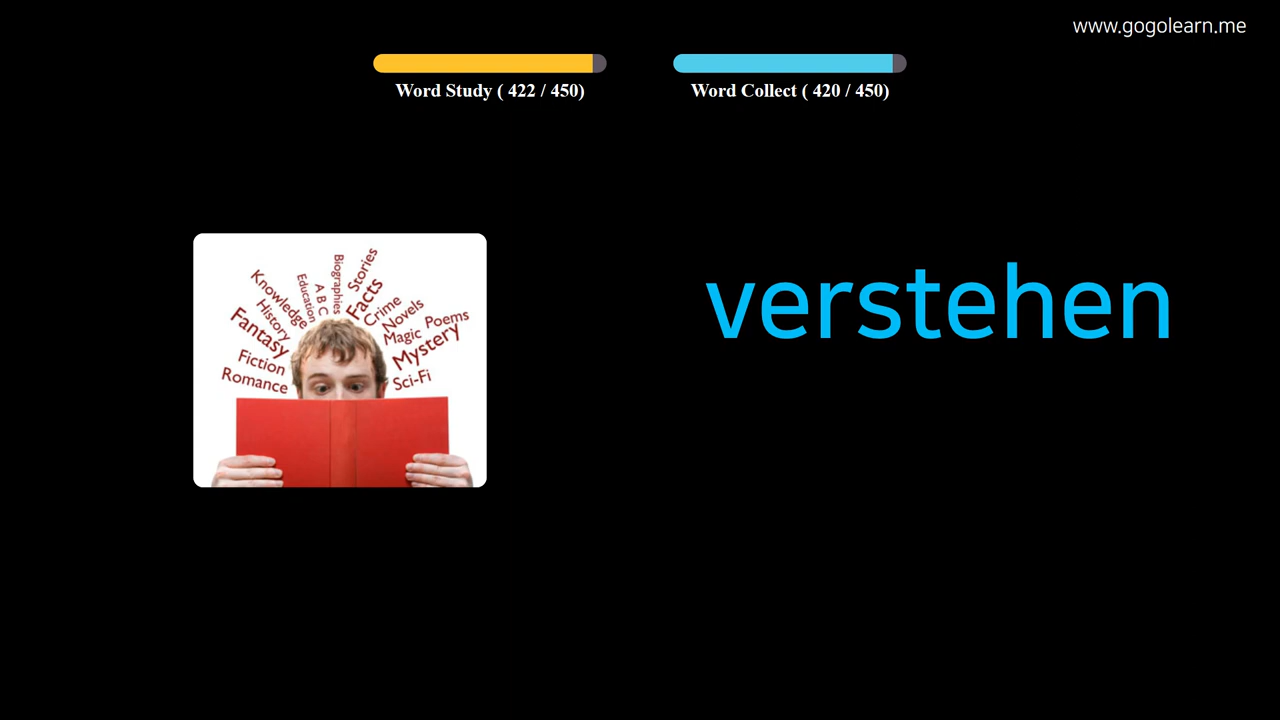 www.gogolearn.me
Word Study ( 422 / 450)
Word Collect ( 420 / 450)
verstehen
Knowledge
History
Fantasy
Fiction
Romance
Education
A B C
Biographies
Stories
Facts
Crime
Novels
Magic
Poems
Mystery
Sci-Fi